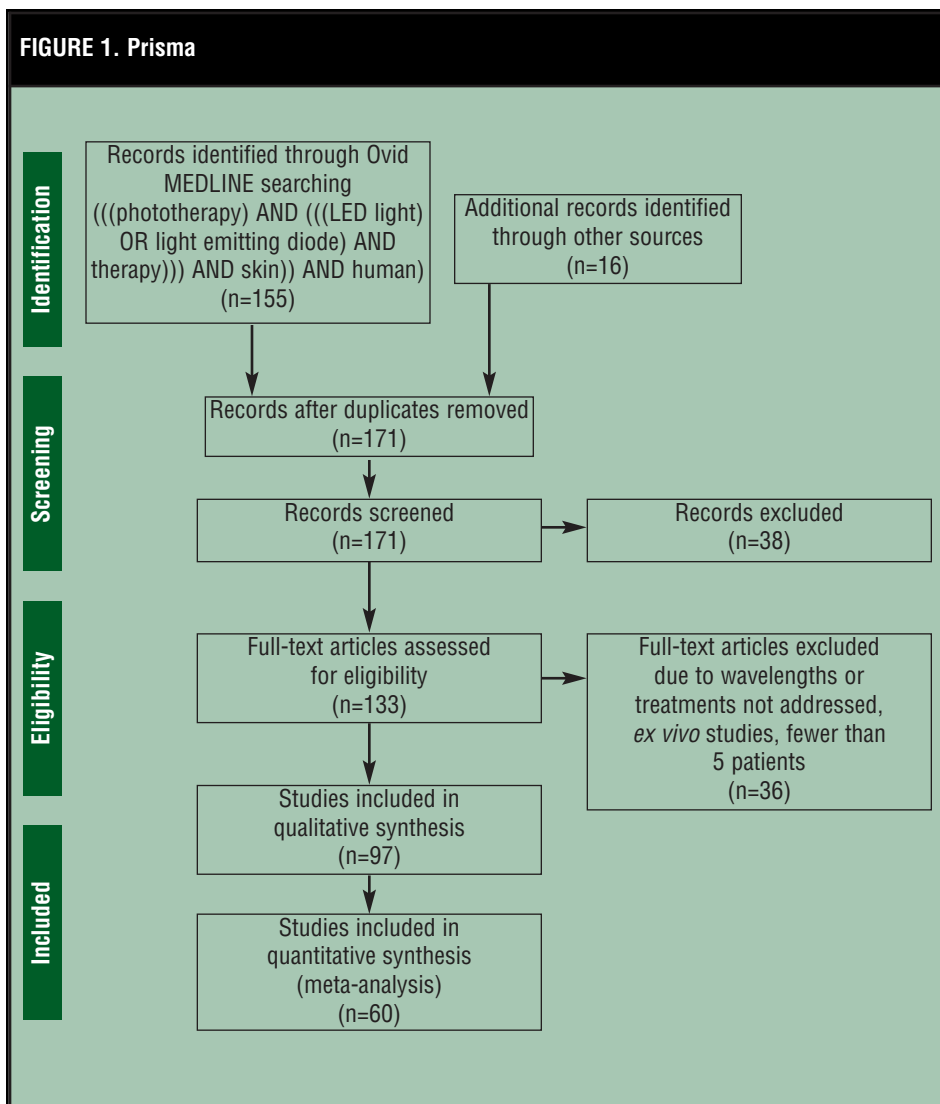 FIGURE 1. Prisma
Identification
Records identified through Ovid
MEDLINE searching
(((phototherapy) AND (((LED light)
OR light emitting diode) AND
therapy))) AND skin)) AND human)
(n=155)
Additional records identified
through other sources
(n=16)
Screening
Records after duplicates removed
(n=171)
Records screened
(n=171)
Records excluded
(n=38)
Eligibility
Full-text articles assessed
for eligibility
(n=133)
Full-text articles excluded
due to wavelengths or
treatments not addressed,
ex vivo studies, fewer than
5 patients
(n=36)
Studies included in
qualitative synthesis
(n=97)
Included
Studies included in
quantitative synthesis
(meta-analysis)
(n=60)